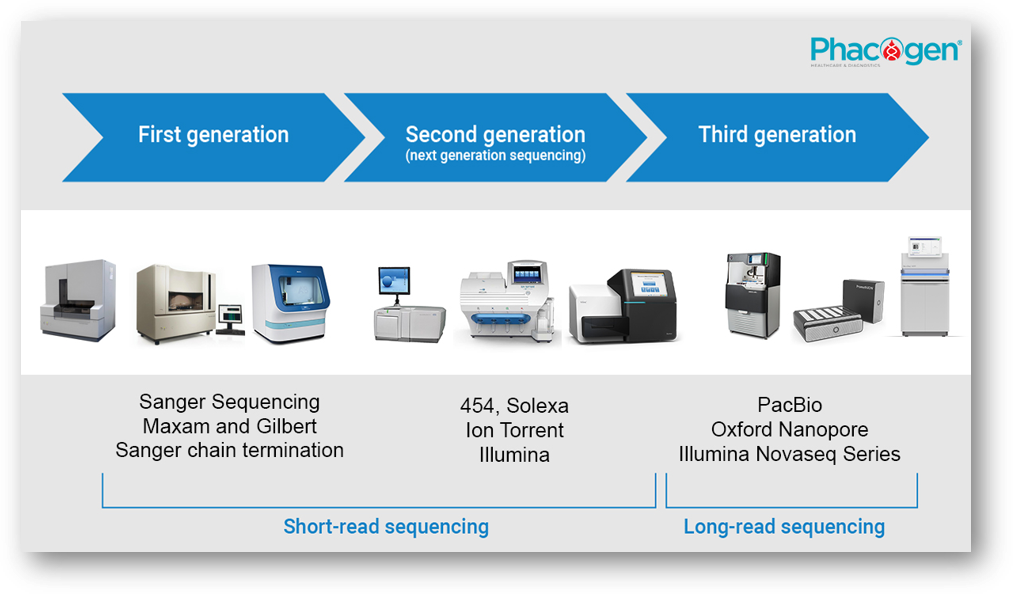 Phacogen®
HEALTHCARE & DIAGNOSTICS
First generation
Second generation
(next generation sequencing)
Third generation
Sanger Sequencing
Maxam and Gilbert
Sanger chain termination
454, Solexa
Ion Torrent
Illumina
PacBio
Oxford Nanopore
Illumina Novaseq Series
Short-read sequencing
Long-read sequencing